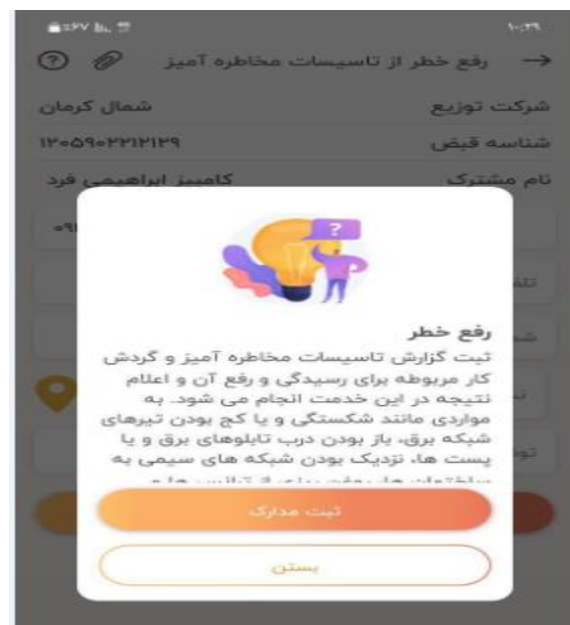 ۱۰:۲۹
رفع خطر از تاسیسات مخاطره آمیز
شرکت توزیع شمال کرمان
شناسه قبض ۱۲۰۵۹۰۲۲۱۲۱۲۹
نام مشترک کامبیز ابراهیمی فرد
?
رفع خطر
ثبت گزارش تاسیسات مخاطره آمیز و گردش
کار مربوطه برای رسیدگی و رفع آن و اعلام
نتیجه در این خدمت انجام می شود. به
مواردی مانند شکستگی و یا کج بودن تیرهای
شبکه برق، باز بودن درب تابلوهای برق و یا
پست ها، نزدیک بودن شبکه های سیمی به
ثبت مدارک
بستن